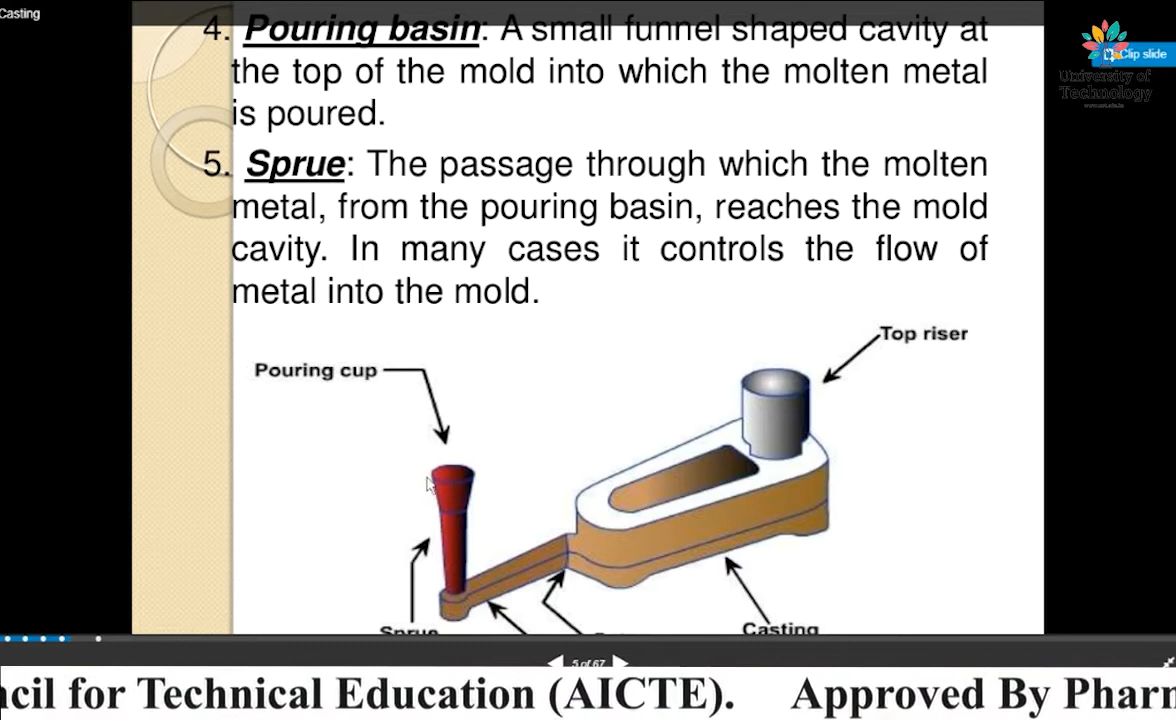 Casting
4. Pouring basin: A small funnel shaped cavity at
the top of the mold into which the molten metal
is poured.
Clip slide
University of
Technology
5. Sprue: The passage through which the molten
metal, from the pouring basin, reaches the mold
cavity. In many cases it controls the flow of
metal into the mold.
Top riser
Pouring cup
Sprue
Casting
5 of 67
ncil for Technical Education (AICTE). Approved By Pharm